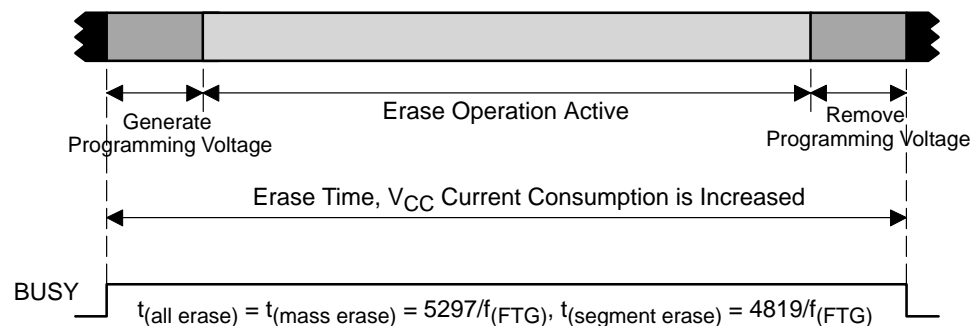 Generate
Programming Voltage
Erase Operation Active
Remove
Programming Voltage
Erase Time, VCC Current Consumption is Increased
BUSY
t(all erase) = t(mass erase) = 5297/f(FTG), t(segment erase) = 4819/f(FTG)